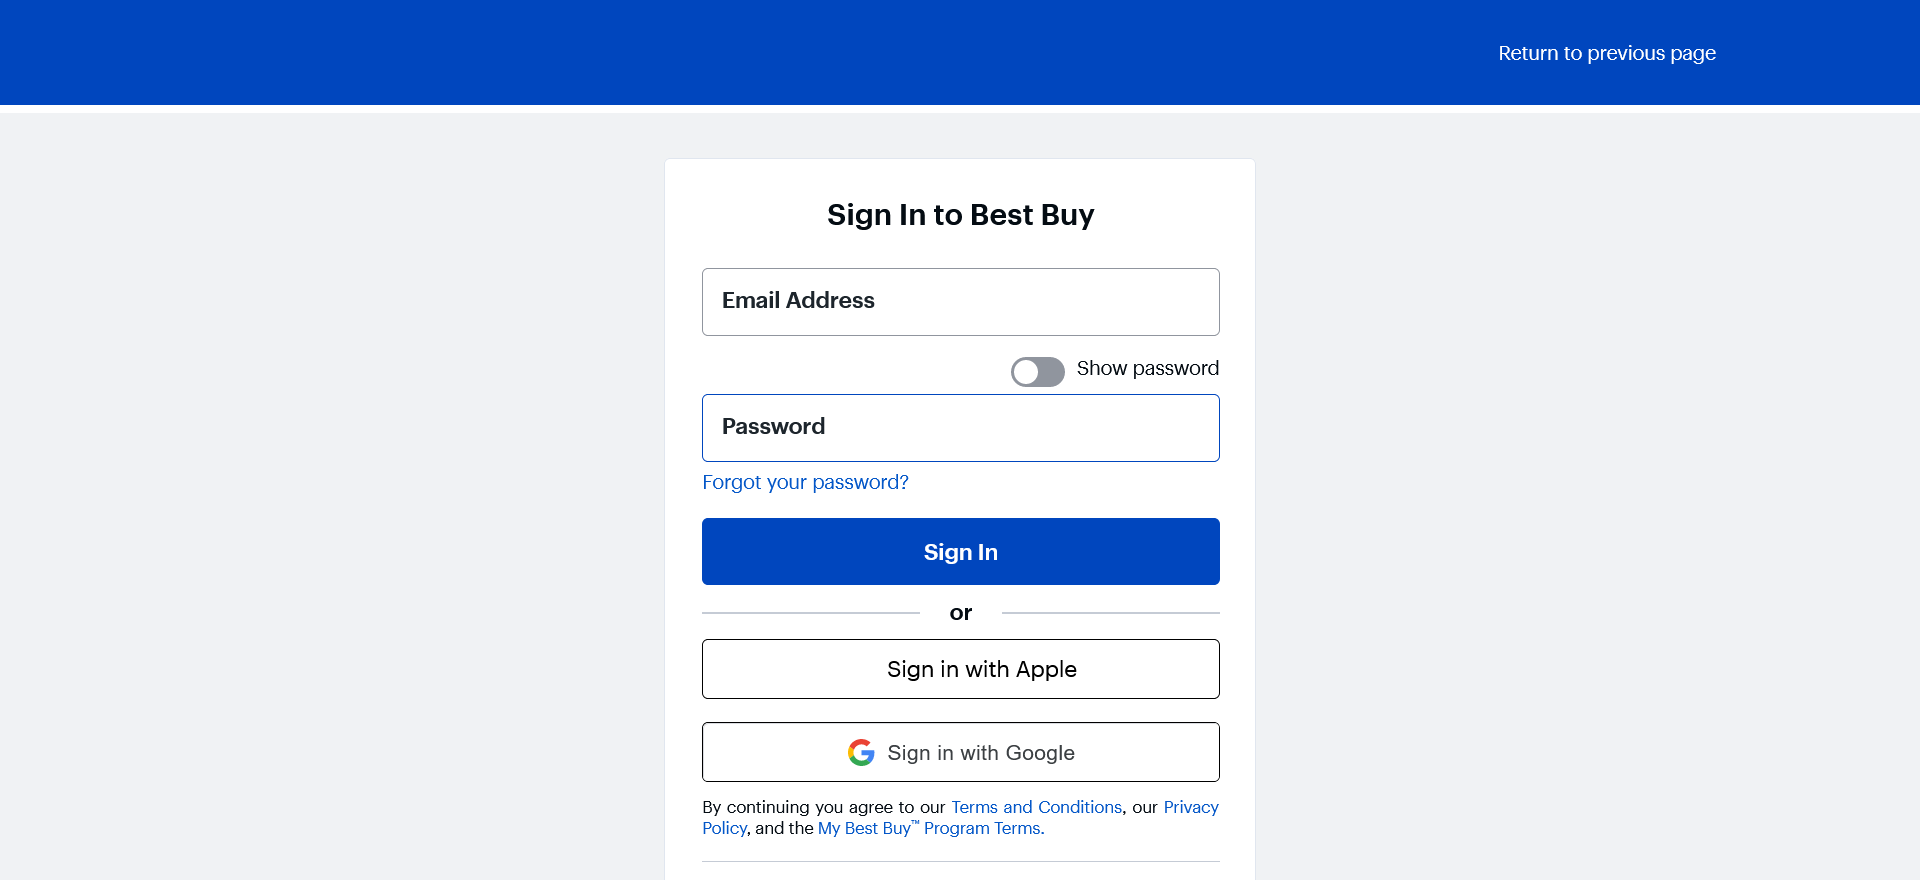 Return to previous page
Sign In to Best Buy
Email Address
Show password
Password
Forgot your password?
Sign In
or
Sign in with Apple
Sign in with Google
By continuing you agree to our Terms and Conditions, our Privacy
Policy, and the My Best Buy™ Program Terms.